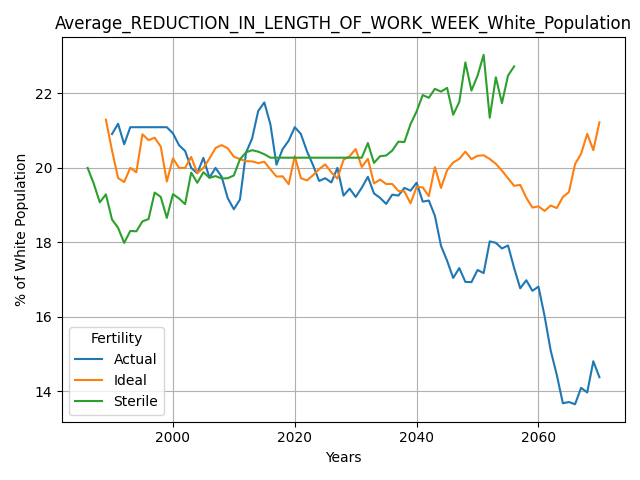 Average_REDUCTION_IN_LENGTH_OF_WORK_WEEK_White_Population
% of White Population
22
20
18
16
14
Fertility
Actual
Ideal
Sterile
2000
2020
2040
2060
Years